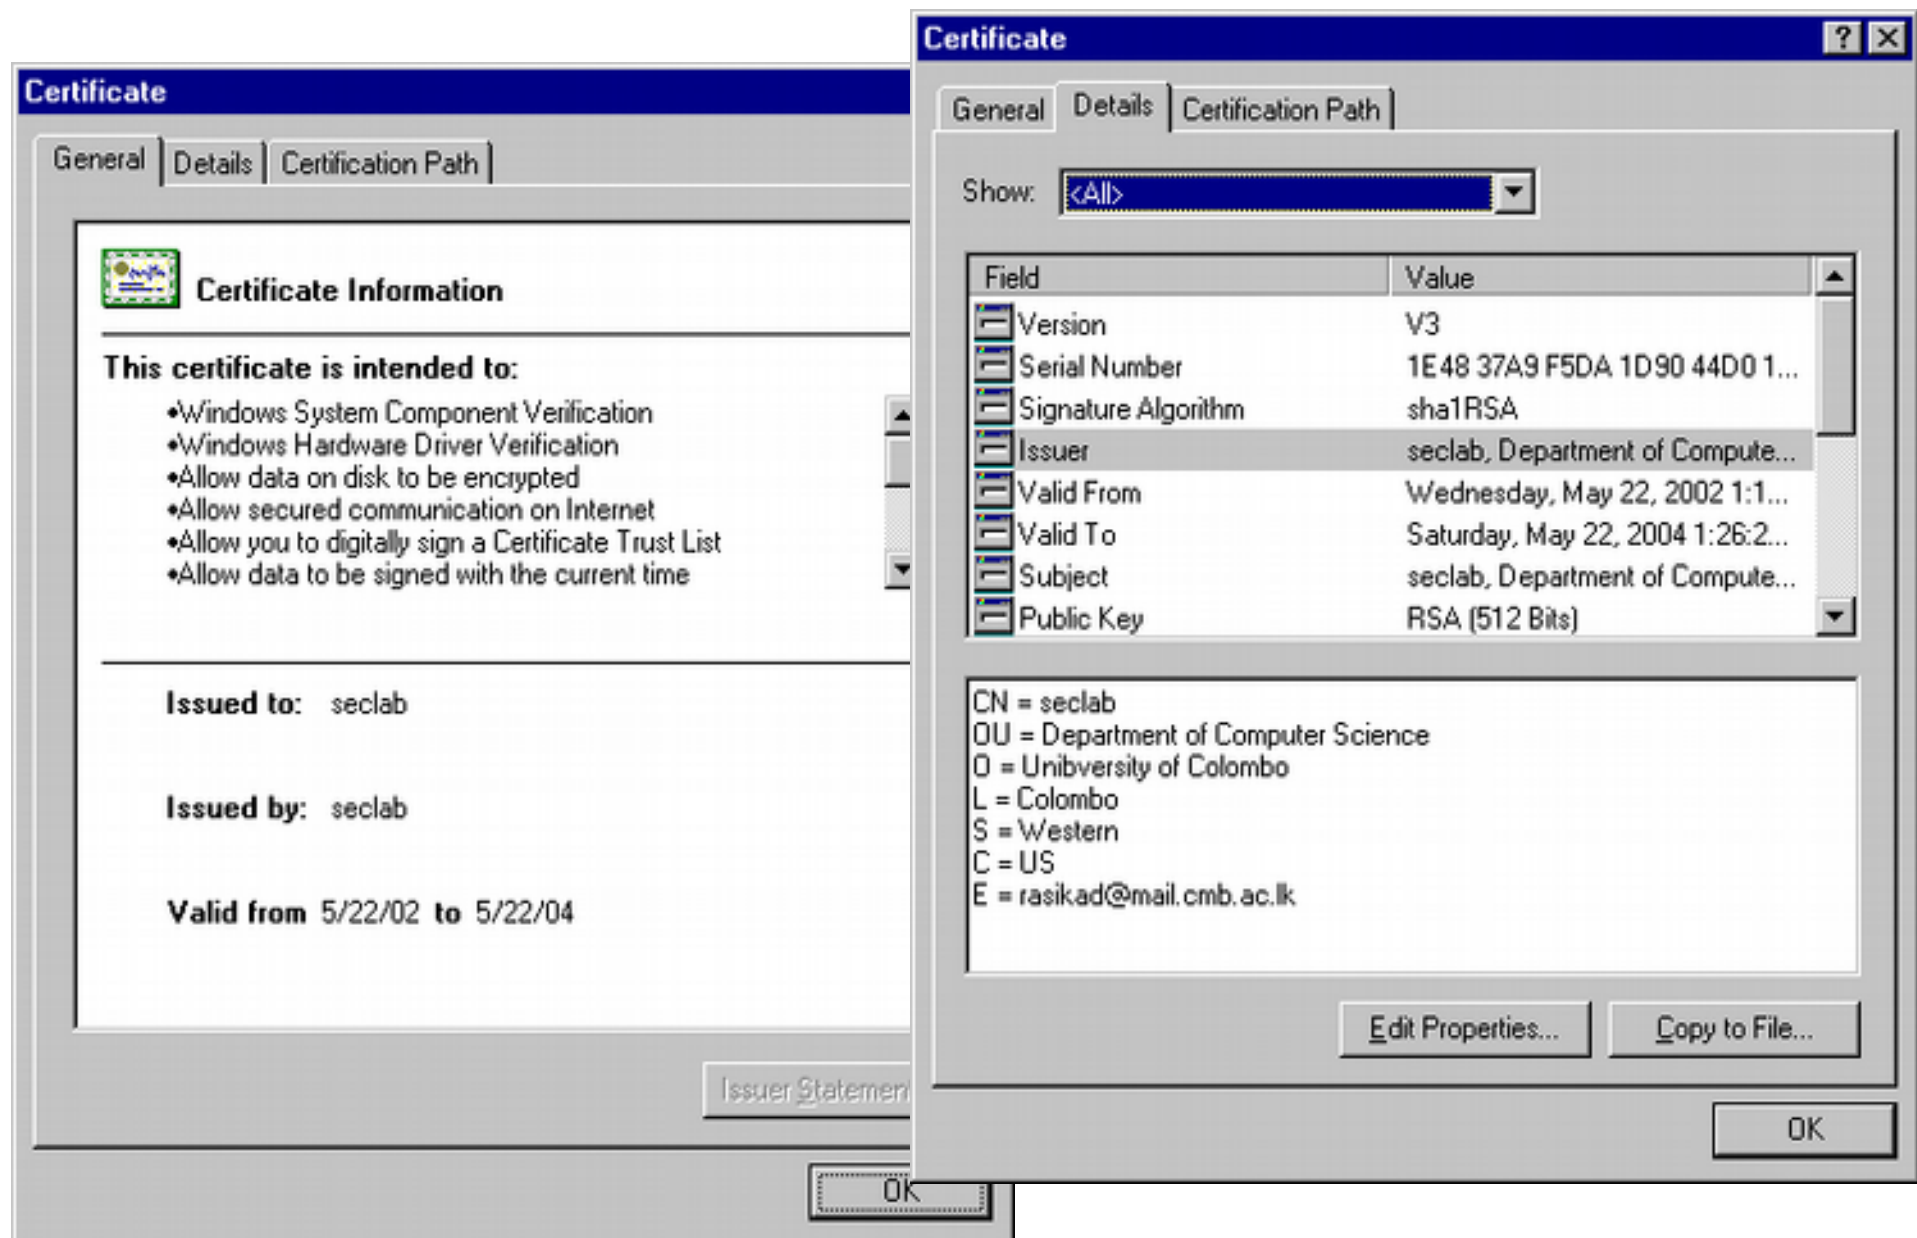 Certificate
General Details Certification Path
Certificate Information
This certificate is intended to:
•Windows System Component Verification
•Windows Hardware Driver Verification
•Allow data on disk to be encrypted
•Allow secured communication on Internet
•Allow you to digitally sign a Certificate Trust List
•Allow data to be signed with the current time
Issued to: seclab
Issued by: seclab
Valid from 5/22/02 to 5/22/04
Issuer Statemen
OK
Certificate
General Details Certification Path
Show: <All>
Field Value
Version V3
Serial Number 1E48 37A9 F5DA 1D90 44D0 1...
Signature Algorithm sha1RSA
Issuer seclab, Department of Compute...
Valid From Wednesday, May 22, 2002 1:1...
Valid To Saturday, May 22, 2004 1:26:2...
Subject seclab, Department of Compute...
Public Key RSA (512 Bits)
CN = seclab
OU = Department of Computer Science
O = Unibversity of Colombo
L = Colombo
S = Western
C = US
E = rasikad@mail.cmb.ac.lk
Edit Properties... Copy to File...
OK